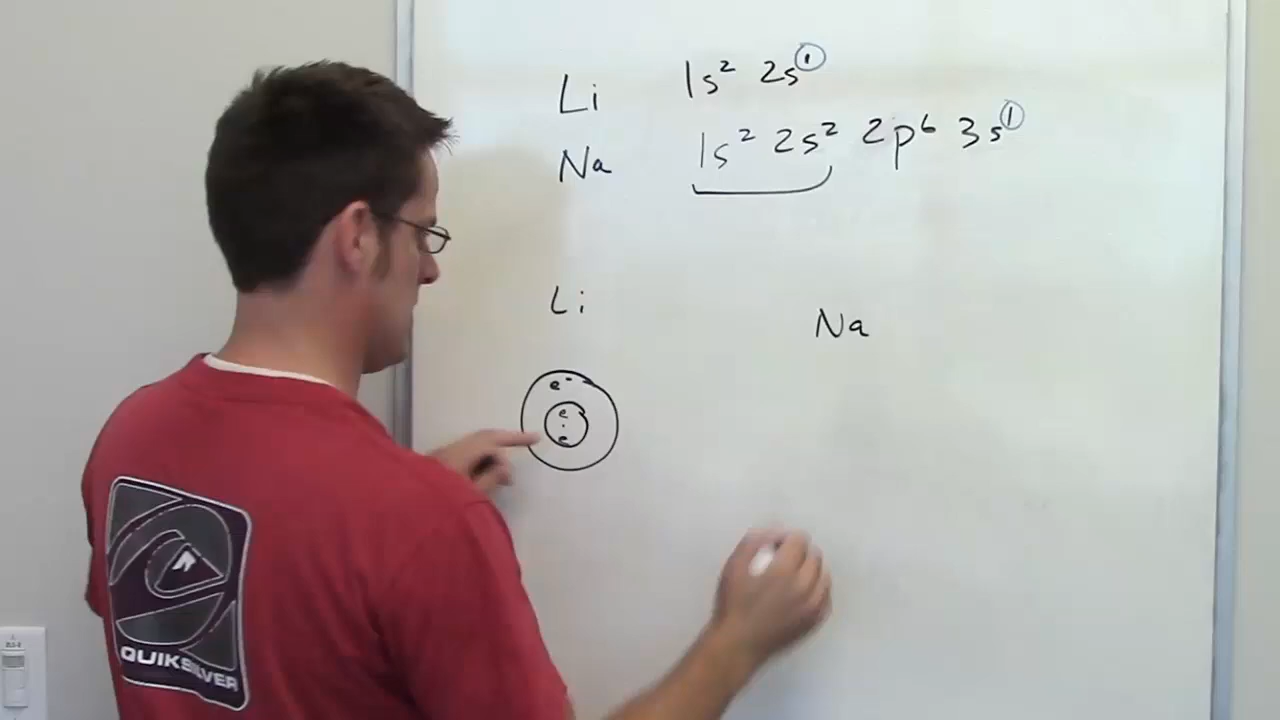 Li 1s² 2s¹
Na 1s² 2s² 2p⁶ 3s¹
Li
Na
e-
e
e
QUIKSILVER